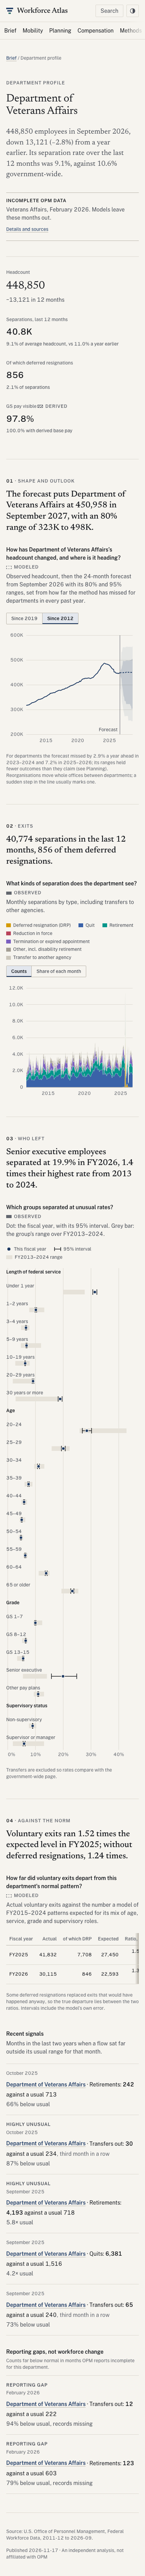 Workforce Atlas
Search
Brief Mobility Planning Compensation
Brief / Department profile
DEPARTMENT PROFILE
Department of
Veterans Affairs
448,850 employees in September 2026,
down 13,121 (−2.8%) from a year
earlier. Its separation rate over the last
12 months was 9.1%, against 10.6%
government-wide.
INCOMPLETE OPM DATA
Veterans Affairs, February 2026. Models leave
these months out.
Details and sources
Headcount
448,850
−13,121 in 12 months
Separations, last 12 months
40.8K
9.1% of average headcount, vs 11.0% a year earlier
Of which deferred resignations
856
2.1% of separations
GS pay visible DERIVED
97.8%
100.0% with derived base pay
01 · SHAPE AND OUTLOOK
The forecast puts Department of
Veterans Affairs at 450,958 in
September 2027, with an 80%
range of 323K to 498K.
How has Department of Veterans Affairs's
headcount changed, and where is it heading?
MODELED
Observed headcount, then the 24-month forecast
from September 2026 with its 80% and 95%
ranges, set from how far the method has missed for
departments in every past year.
Since 2019 Since 2012
600K
500K
400K
300K
200K
Forecast
2015 2020 2025
For departments the forecast missed by 2.9% a year ahead in
2023–2024 and 7.2% in 2025–2026; its ranges held
fewer outcomes than they claim (see Planning).
Reorganisations move whole offices between departments; a
sudden step in the line usually marks one.
02 · EXITS
40,774 separations in the last 12
months, 856 of them deferred
resignations.
What kinds of separation does the department see?
OBSERVED
Monthly separations by type, including transfers to
other agencies.
Deferred resignation (DRP) Quit Retirement
Reduction in force
Termination or expired appointment
Other, incl. disability retirement
Transfer to another agency
Counts Share of each month
12.0K
10.0K
8.0K
6.0K
4.0K
2.0K
0
2015 2020 2025
03 · WHO LEFT
Senior executive employees
separated at 19.9% in FY2026, 1.4
times their highest rate from 2013
to 2024.
Which groups separated at unusual rates?
OBSERVED
Dot: the fiscal year, with its 95% interval. Grey bar:
the group's range over FY2013–2024.
This fiscal year 95% interval
FY2013–2024 range
Length of federal service
Under 1 year
1–2 years
3–4 years
5–9 years
10–19 years
20–29 years
30 years or more
Age
20–24
25–29
30–34
35–39
40–44
45–49
50–54
55–59
60–64
65 or older
Grade
GS 1–7
GS 8–12
GS 13–15
Senior executive
Other pay plans
Supervisory status
Non-supervisory
Supervisor or manager
0% 10% 20% 30% 40%
Transfers are excluded so rates compare with the
government-wide page.
04 · AGAINST THE NORM
Voluntary exits ran 1.52 times the
expected level in FY2025; without
deferred resignations, 1.24 times.
How far did voluntary exits depart from this
department's normal pattern?
MODELED
Actual voluntary exits against the number a model of
FY2015–2024 patterns expected for its mix of age,
service, grade and supervisory roles.
Fiscal year Actual of which DRP Expected
FY2025 41,832 7,708 27,450
FY2026 30,115 846 22,593
Some deferred resignations replaced exits that would have
happened anyway, so the true departure lies between the two
ratios. Intervals include the model's own error.
Recent signals
Months in the last two years when a flow sat far
outside its usual range for that month.
October 2025
Department of Veterans Affairs · Retirements: 242
against a usual 713
66% below usual
HIGHLY UNUSUAL
October 2025
Department of Veterans Affairs · Transfers out: 30
against a usual 234, third month in a row
87% below usual
HIGHLY UNUSUAL
September 2025
Department of Veterans Affairs · Retirements:
4,193 against a usual 718
5.8× usual
September 2025
Department of Veterans Affairs · Quits: 6,381
against a usual 1,516
4.2× usual
September 2025
Department of Veterans Affairs · Transfers out: 65
against a usual 240, third month in a row
73% below usual
Reporting gaps, not workforce change
Counts far below normal in months OPM reports incomplete
for this department.
REPORTING GAP
February 2026
Department of Veterans Affairs · Transfers out: 12
against a usual 222
94% below usual, records missing
REPORTING GAP
February 2026
Department of Veterans Affairs · Retirements: 123
against a usual 603
79% below usual, records missing
Source: U.S. Office of Personnel Management, Federal
Workforce Data, 2011-12 to 2026-09.
Published 2026-11-17 · An independent analysis, not
affiliated with OPM